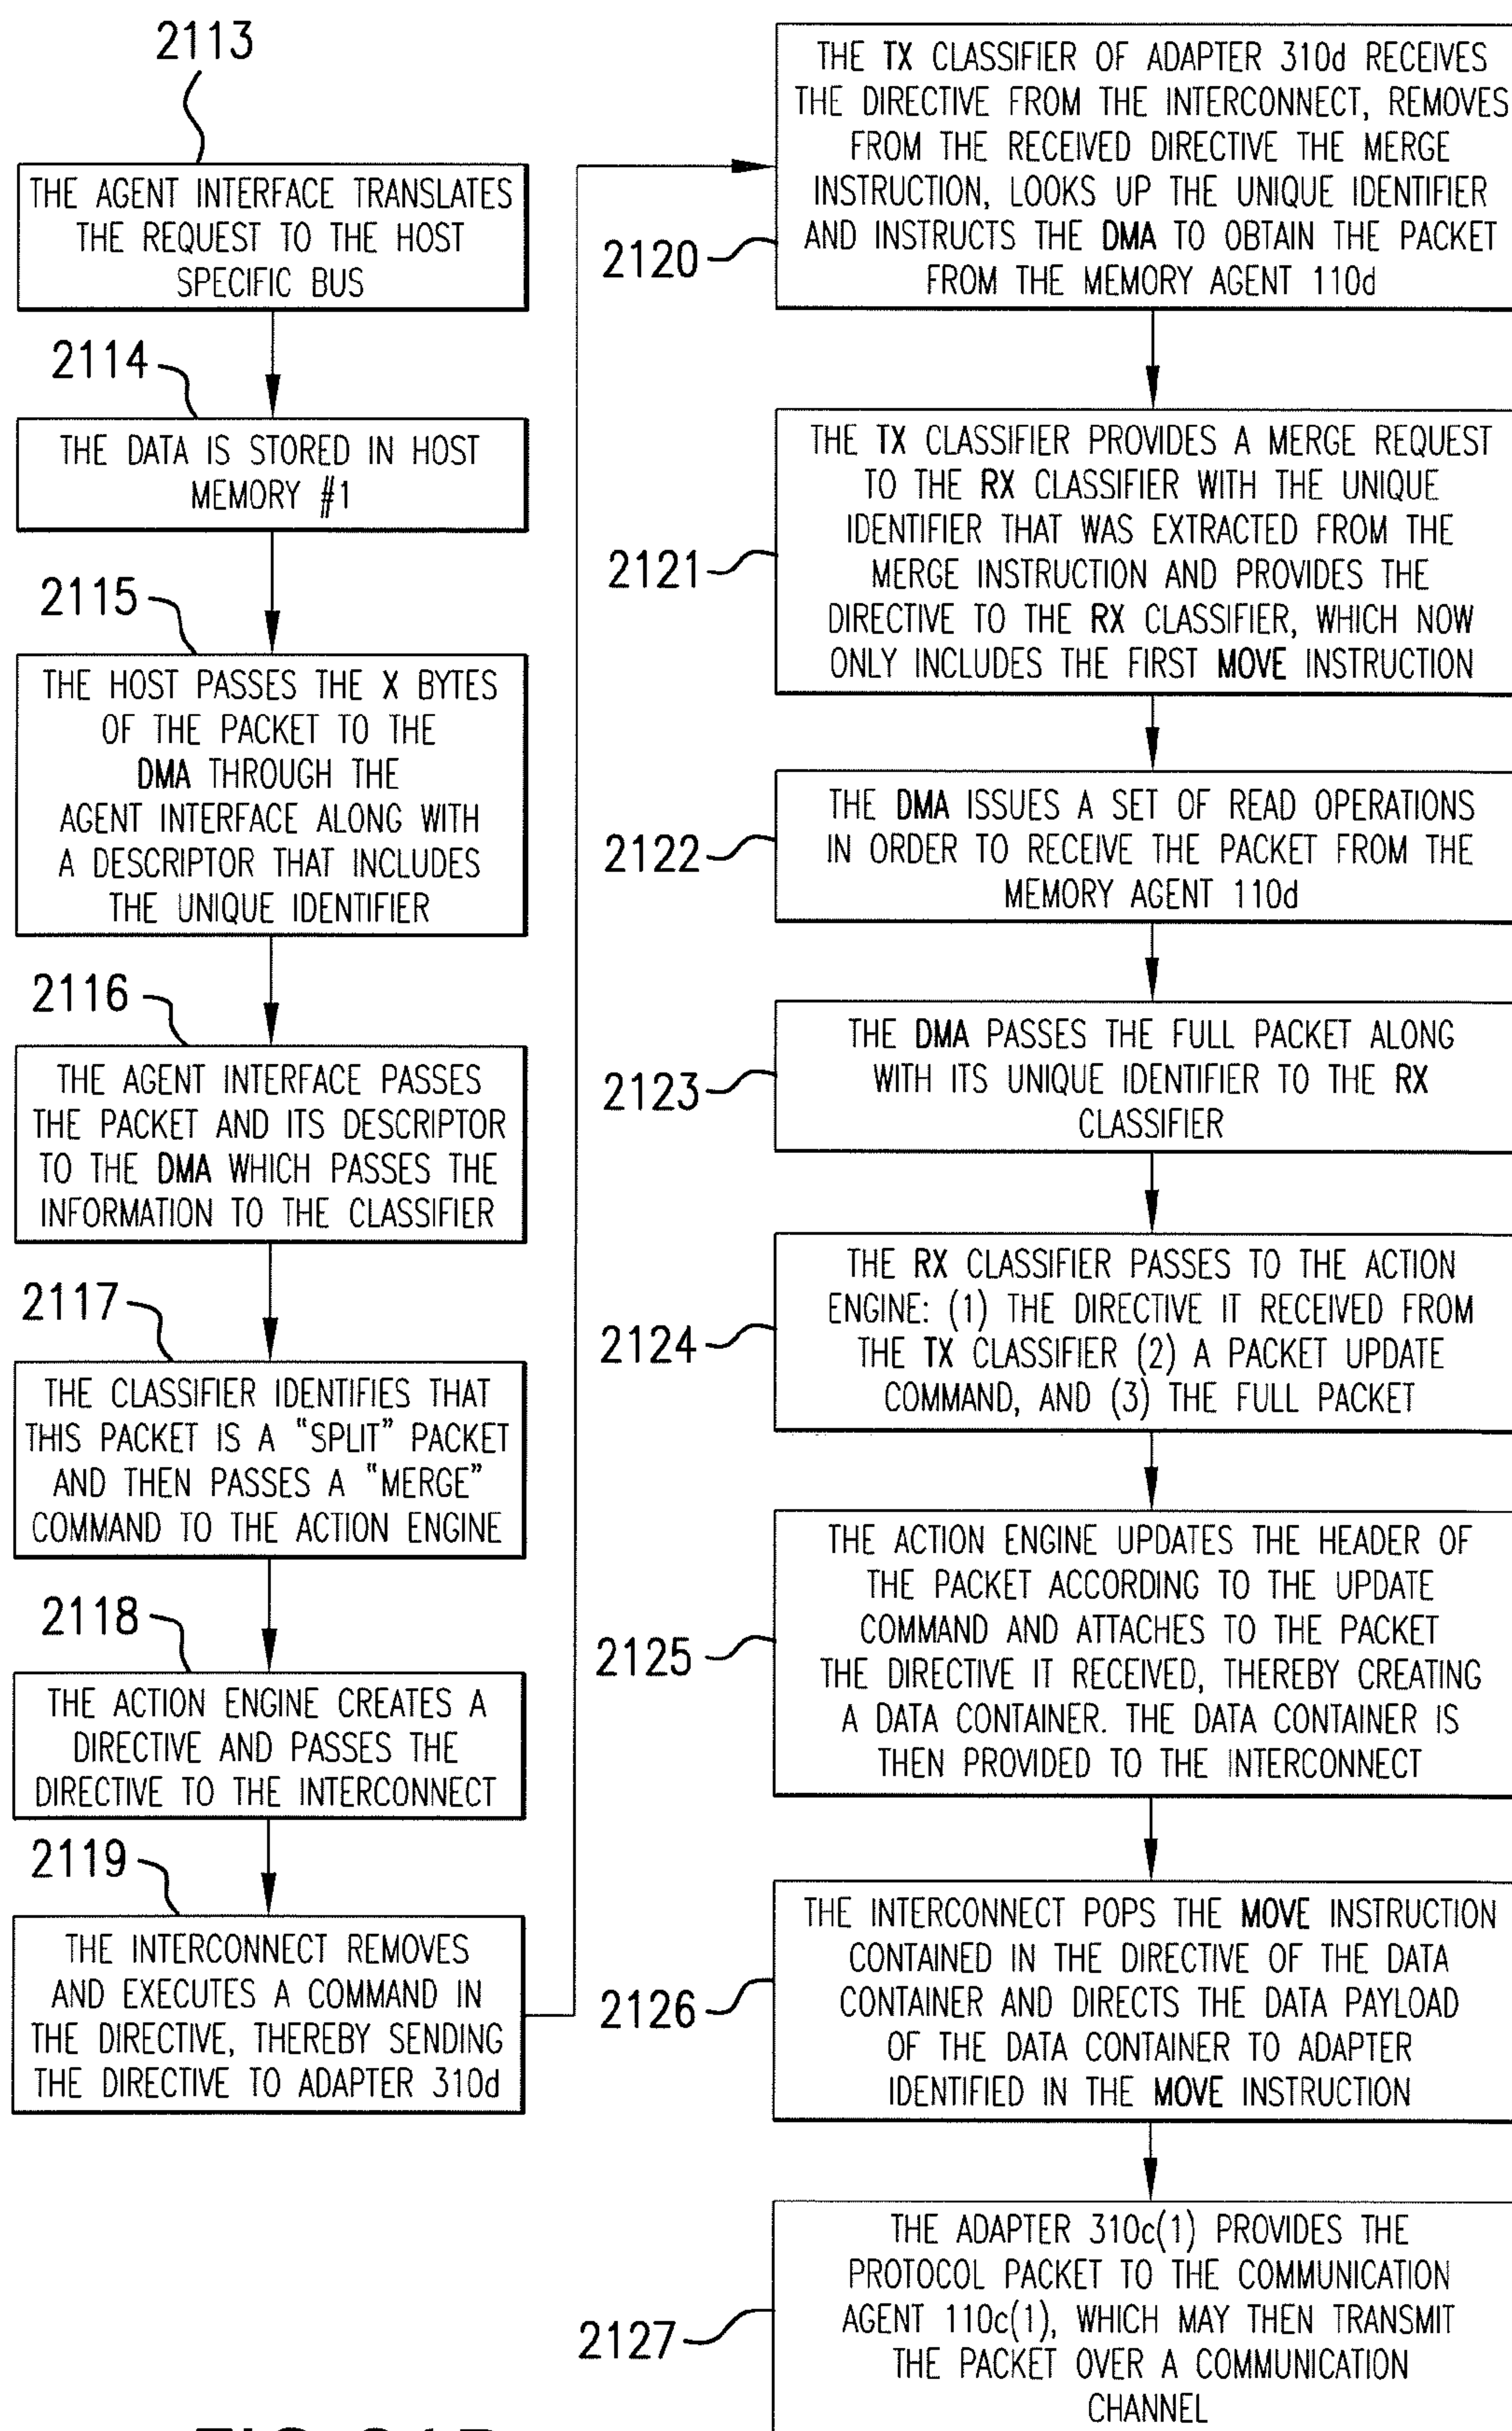 2113
THE AGENT INTERFACE TRANSLATES
THE REQUEST TO THE HOST
SPECIFIC BUS
2114
THE DATA IS STORED IN HOST
MEMORY #1
2115
THE HOST PASSES THE X BYTES
OF THE PACKET TO THE
DMA THROUGH THE
AGENT INTERFACE ALONG WITH
A DESCRIPTOR THAT INCLUDES
THE UNIQUE IDENTIFIER
2116
THE AGENT INTERFACE PASSES
THE PACKET AND ITS DESCRIPTOR
TO THE DMA WHICH PASSES THE
INFORMATION TO THE CLASSIFIER
2117
THE CLASSIFIER IDENTIFIES THAT
THIS PACKET IS A "SPLIT" PACKET
AND THEN PASSES A "MERGE"
COMMAND TO THE ACTION ENGINE
2118
THE ACTION ENGINE CREATES A
DIRECTIVE AND PASSES THE
DIRECTIVE TO THE INTERCONNECT
2119
THE INTERCONNECT REMOVES
AND EXECUTES A COMMAND IN
THE DIRECTIVE, THEREBY SENDING
THE DIRECTIVE TO ADAPTER 310d
THE TX CLASSIFIER OF ADAPTER 310d RECEIVES
THE DIRECTIVE FROM THE INTERCONNECT, REMOVES
FROM THE RECEIVED DIRECTIVE THE MERGE
INSTRUCTION, LOOKS UP THE UNIQUE IDENTIFIER
AND INSTRUCTS THE DMA TO OBTAIN THE PACKET
FROM THE MEMORY AGENT 110d
2120
THE TX CLASSIFIER PROVIDES A MERGE REQUEST
TO THE RX CLASSIFIER WITH THE UNIQUE
IDENTIFIER THAT WAS EXTRACTED FROM THE
MERGE INSTRUCTION AND PROVIDES THE
DIRECTIVE TO THE RX CLASSIFIER, WHICH NOW
ONLY INCLUDES THE FIRST MOVE INSTRUCTION
2121
THE DMA ISSUES A SET OF READ OPERATIONS
IN ORDER TO RECEIVE THE PACKET FROM THE
MEMORY AGENT 110d
2122
THE DMA PASSES THE FULL PACKET ALONG
WITH ITS UNIQUE IDENTIFIER TO THE RX
CLASSIFIER
2123
THE RX CLASSIFIER PASSES TO THE ACTION
ENGINE: (1) THE DIRECTIVE IT RECEIVED FROM
THE TX CLASSIFIER (2) A PACKET UPDATE
COMMAND, AND (3) THE FULL PACKET
2124
THE ACTION ENGINE UPDATES THE HEADER OF
THE PACKET ACCORDING TO THE UPDATE
COMMAND AND ATTACHES TO THE PACKET
THE DIRECTIVE IT RECEIVED, THEREBY CREATING
A DATA CONTAINER. THE DATA CONTAINER IS
THEN PROVIDED TO THE INTERCONNECT
2125
THE INTERCONNECT POPS THE MOVE INSTRUCTION
CONTAINED IN THE DIRECTIVE OF THE DATA
CONTAINER AND DIRECTS THE DATA PAYLOAD
OF THE DATA CONTAINER TO ADAPTER
IDENTIFIED IN THE MOVE INSTRUCTION
2126
THE ADAPTER 310c(1) PROVIDES THE
PROTOCOL PACKET TO THE COMMUNICATION
AGENT 110c(1), WHICH MAY THEN TRANSMIT
THE PACKET OVER A COMMUNICATION
CHANNEL
2127